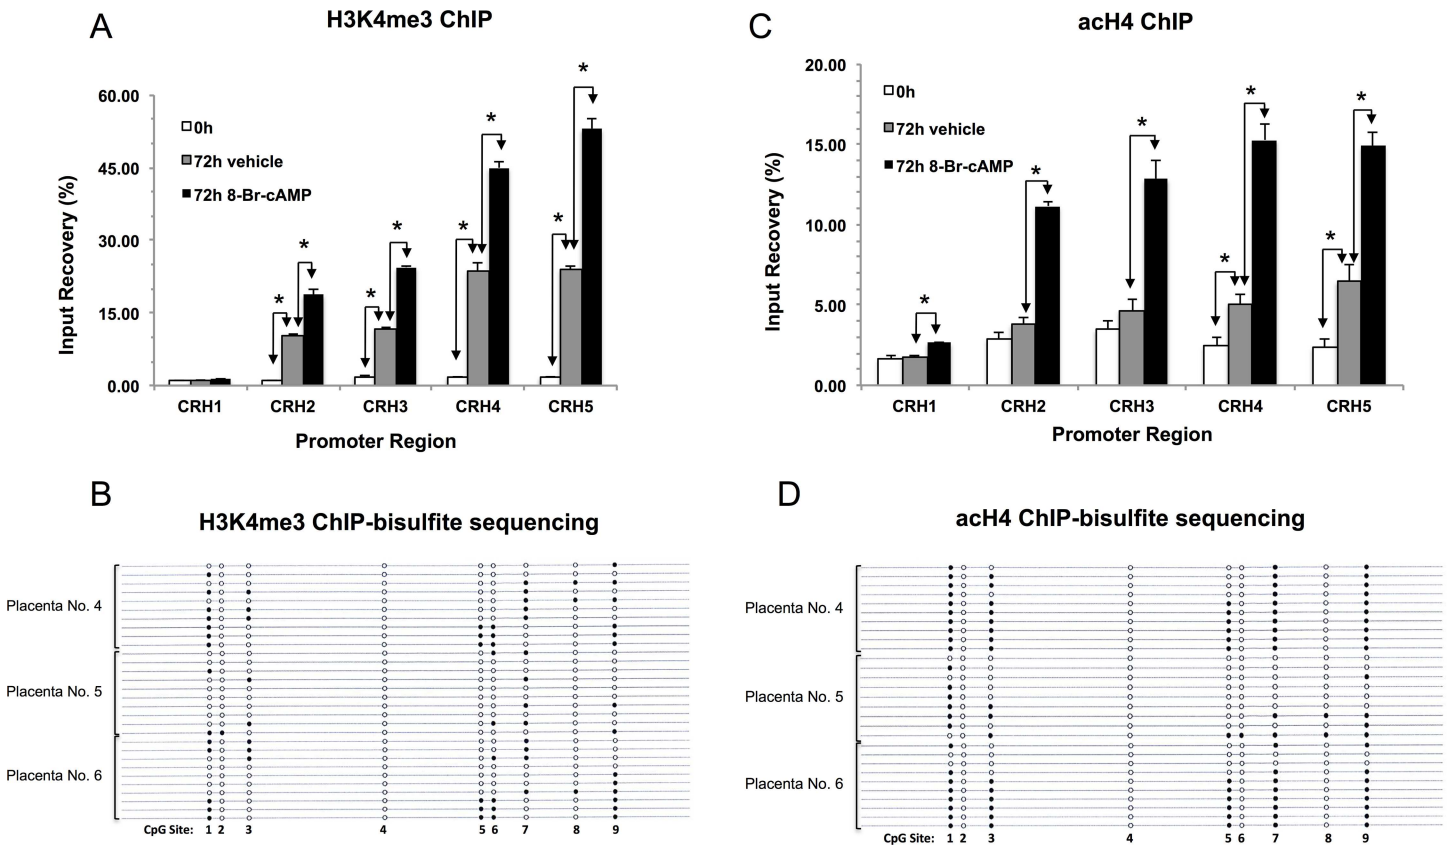 A
H3K4me3 ChIP
Input Recovery (%)
60.00
45.00
30.00
15.00
0.00
0h
72h vehicle
72h 8-Br-cAMP
*
*
*
*
*
*
*
*
CRH1 CRH2 CRH3 CRH4 CRH5
Promoter Region
C
acH4 ChIP
Input Recovery (%)
20.00
15.00
10.00
5.00
0.00
0h
72h vehicle
72h 8-Br-cAMP
*
*
*
*
*
*
*
CRH1 CRH2 CRH3 CRH4 CRH5
Promoter Region
B
H3K4me3 ChIP-bisulfite sequencing
Placenta No. 4
Placenta No. 5
Placenta No. 6
CpG Site: 1 2 3 4 5 6 7 8 9
D
acH4 ChIP-bisulfite sequencing
Placenta No. 4
Placenta No. 5
Placenta No. 6
CpG Site: 1 2 3 4 5 6 7 8 9